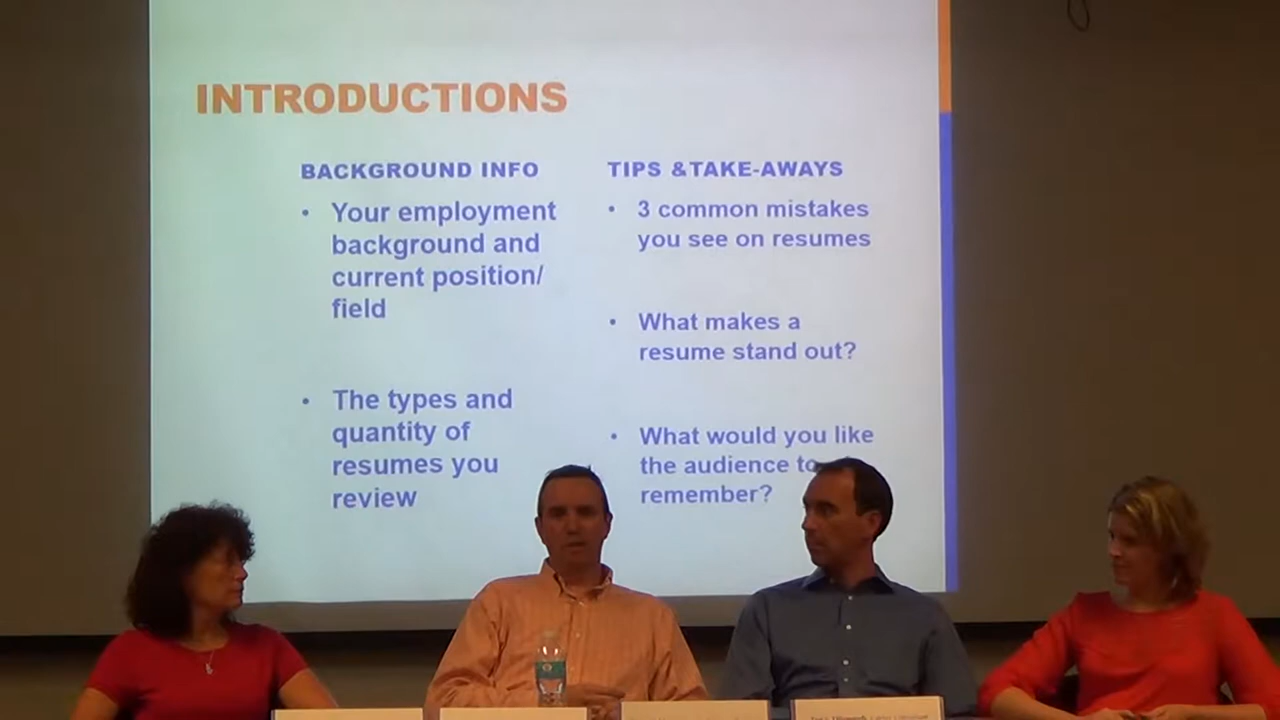 INTRODUCTIONS
BACKGROUND INFO
• Your employment
background and
current position/
field
• The types and
quantity of
resumes you
review
TIPS &TAKE-AWAYS
• 3 common mistakes
you see on resumes
• What makes a
resume stand out?
• What would you like
the audience to
remember?